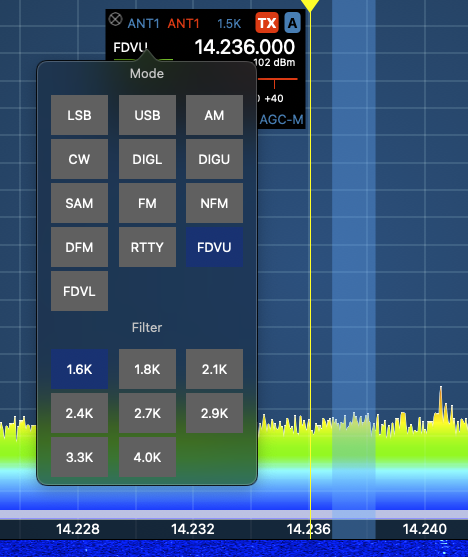 ANT1 ANT1 1.5K TX A
FDVU 14.236.000
102 dBm
Mode
+40
LSB USB AM
AGC-M
CW DIGL DIGU
SAM FM NFM
DFM RTTY FDVU
FDVL
Filter
1.6K 1.8K 2.1K
2.4K 2.7K 2.9K
3.3K 4.0K
14.228 14.232 14.236 14.240